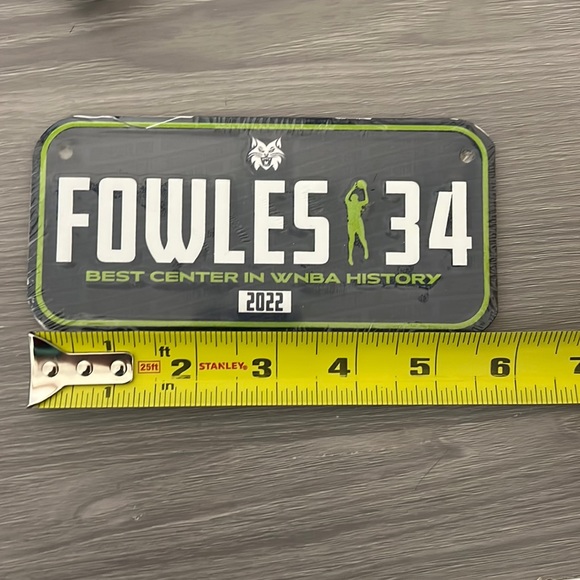 FOWLES 34
BEST CENTER IN WNBA HISTORY
2022
1 ft
25ft 2 STANLEY® 3 4 5 6 7
1 in